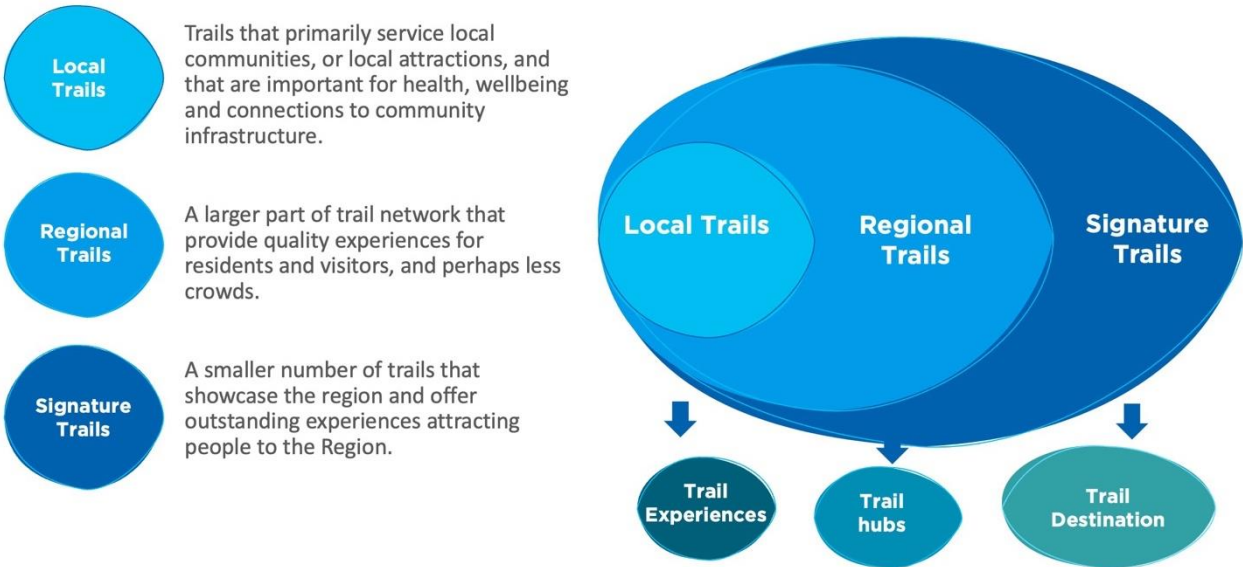 Local
Trails
Trails that primarily service local
communities, or local attractions, and
that are important for health, wellbeing
and connections to community
infrastructure.
Regional
Trails
A larger part of trail network that
provide quality experiences for
residents and visitors, and perhaps less
crowds.
Signature
Trails
A smaller number of trails that
showcase the region and offer
outstanding experiences attracting
people to the Region.
Local Trails
Regional
Trails
Signature
Trails
Trail
Experiences
Trail
hubs
Trail
Destination